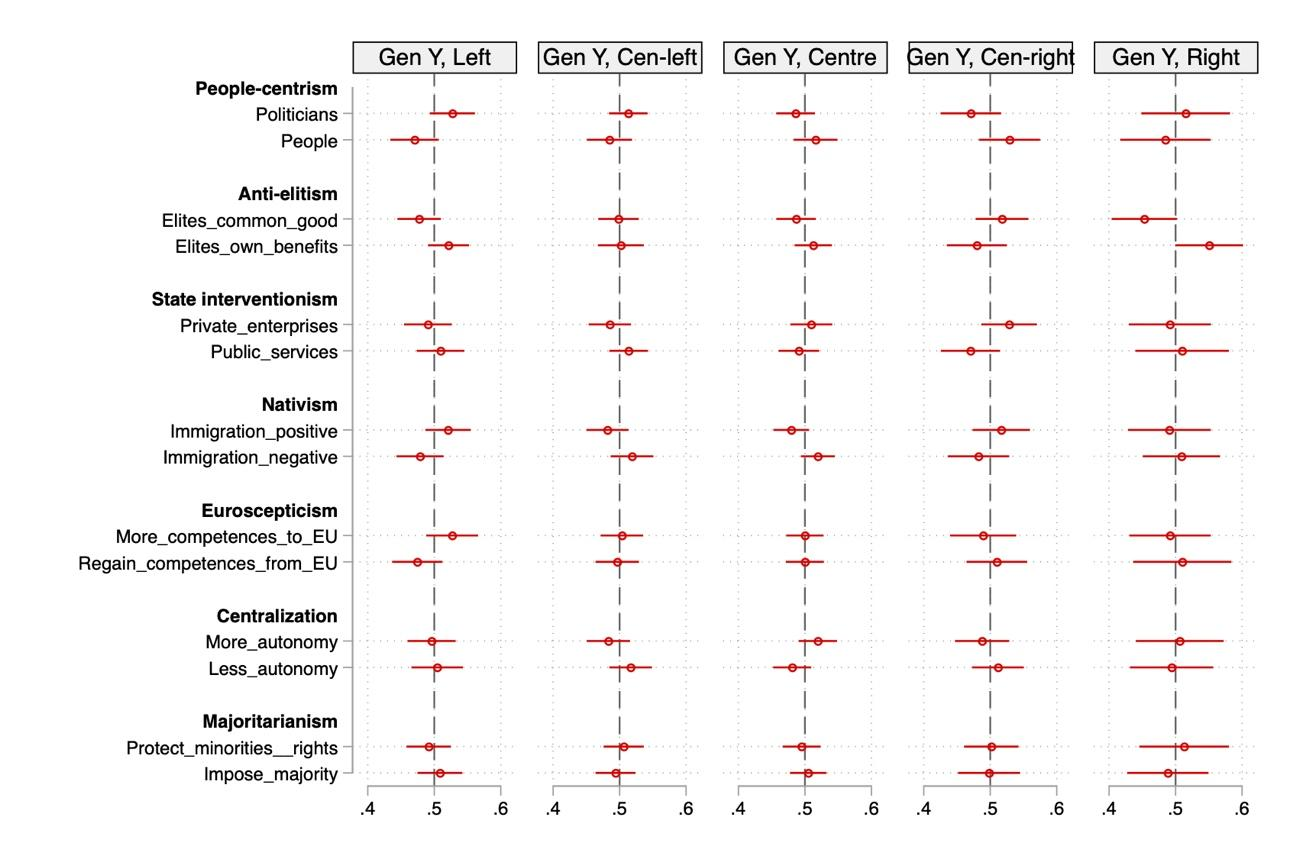 Gen Y, Left Gen Y, Cen-left Gen Y, Centre Gen Y, Cen-right Gen Y, Right
People-centrism
Politicians
People
Anti-elitism
Elites_common_good
Elites_own_benefits
State interventionism
Private_enterprises
Public_services
Nativism
Immigration_positive
Immigration_negative
Euroscepticism
More_competences_to_EU
Regain_competences_from_EU
Centralization
More_autonomy
Less_autonomy
Majoritarianism
Protect_minorities__rights
Impose_majority
.4 .5 .6 .4 .5 .6 .4 .5 .6 .4 .5 .6 .4 .5 .6